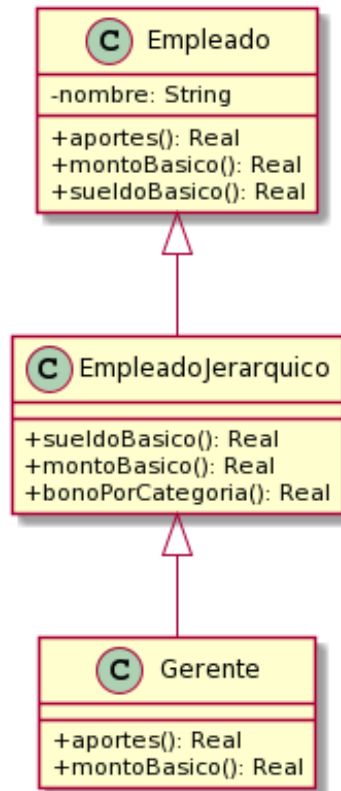 C Empleado
-nombre: String
+aportes(): Real
+montoBasico(): Real
+sueldoBasico(): Real
C EmpleadoJerarquico
+sueldoBasico(): Real
+montoBasico(): Real
+bonoPorCategoria(): Real
C Gerente
+aportes(): Real
+montoBasico(): Real